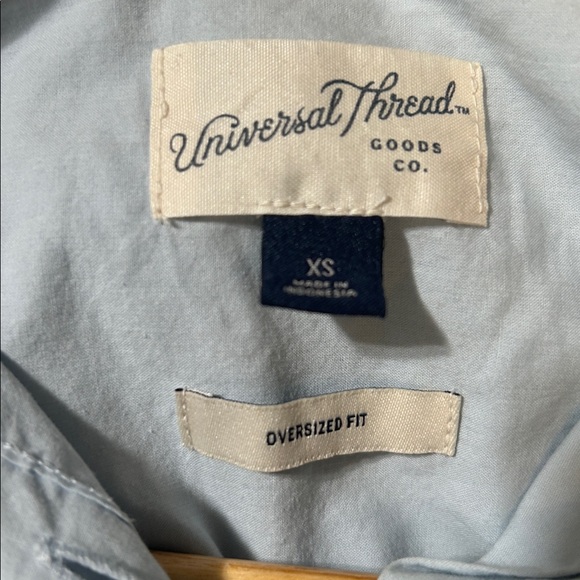 Universal Thread™
GOODS
CO.
XS
MADE IN
INDONESIA
OVERSIZED FIT